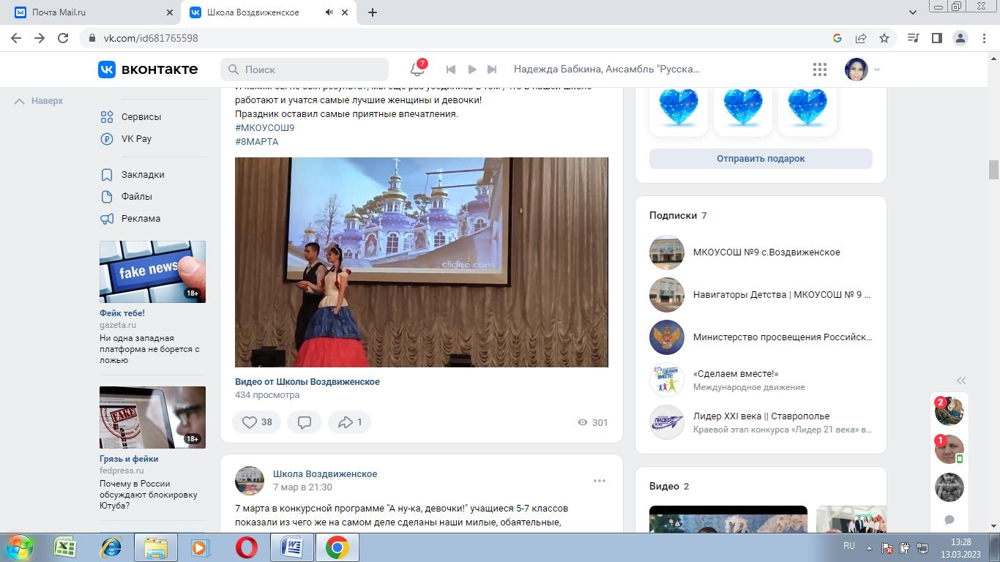 Почта Mail.ru
Школа Воздвиженское
vk.com/id681765598
вконтакте
Поиск
7
Надежда Бабкина, Ансамбль "Русска...
Наверх
Сервисы
VK Pay
Закладки
Файлы
Реклама
fake news
18+
Фейк тебе!
gazeta.ru
Ни одна западная
платформа не борется с
ложью
FAKE
18+
Грязь и фейки
fedpress.ru
Почему в России
обсуждают блокировку
Ютуба?
И каким бы не был результат, мы ещё раз убедились в том , что в нашей школе
работают и учатся самые лучшие женщины и девочки!
Праздник оставил самые приятные впечатления.
#МКОУСОШ9
#8МАРТА
clideo.com
Видео от Школы Воздвиженское
434 просмотра
38
1
301
Школа Воздвиженское
7 мар в 21:30
7 марта в конкурсной программе "А ну-ка, девочки!" учащиеся 5-7 классов
показали из чего же на самом деле сделаны наши милые, обаятельные,
Отправить подарок
Подписки 7
МКОУСОШ №9 с.Воздвиженское
Навигаторы Детства | МКОУСОШ № 9 ...
Министерство просвещения Российск...
СДЕЛАЕМ
ВМЕСТЕ!
«Сделаем вместе!»
Международное движение
ЛИДЕР
Лидер XXI века || Ставрополье
Краевой этап конкурса «Лидер 21 века» в...
Видео 2
2
1
RU
13:28
13.03.2023